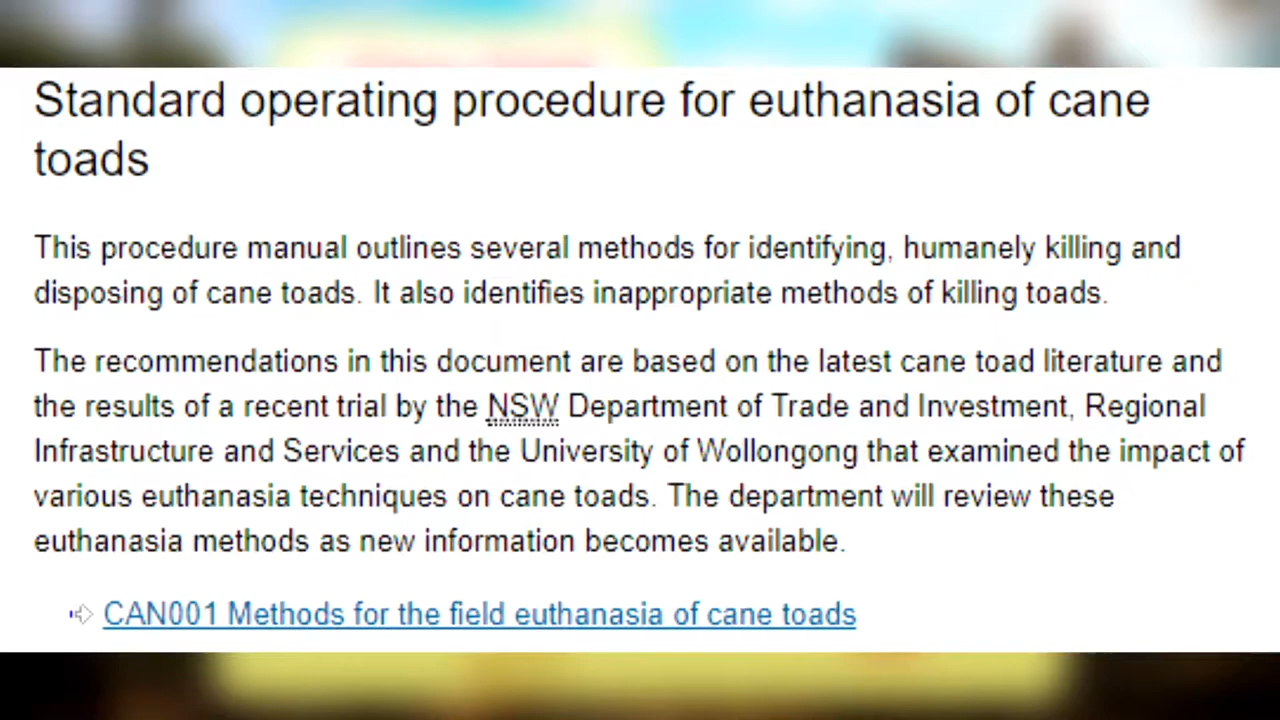 Standard operating procedure for euthanasia of cane
toads
This procedure manual outlines several methods for identifying, humanely killing and
disposing of cane toads. It also identifies inappropriate methods of killing toads.
The recommendations in this document are based on the latest cane toad literature and
the results of a recent trial by the NSW Department of Trade and Investment, Regional
Infrastructure and Services and the University of Wollongong that examined the impact of
various euthanasia techniques on cane toads. The department will review these
euthanasia methods as new information becomes available.
CAN001 Methods for the field euthanasia of cane toads